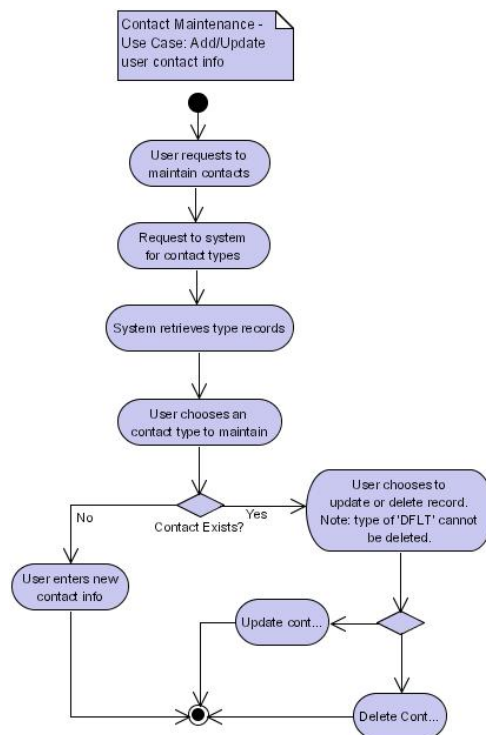 Contact Maintenance -
Use Case: Add/Update
user contact info
User requests to
maintain contacts
Request to system
for contact types
System retrieves type records
User chooses an
contact type to maintain
No
Contact Exists?
Yes
User chooses to
update or delete record.
Note: type of 'DFLT' cannot
be deleted.
User enters new
contact info
Update cont...
Delete Cont...